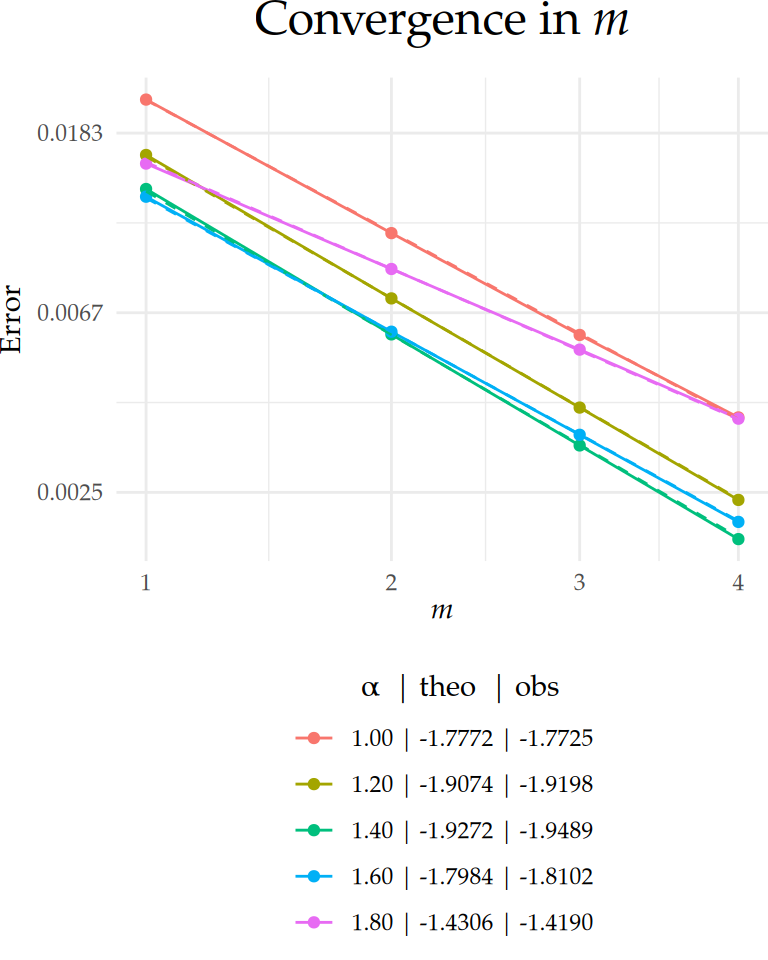 Convergence in m
0.0183
0.0067
0.0025
Error
1 2 3 4
m
α | theo | obs
1.00 | -1.7772 | -1.7725
1.20 | -1.9074 | -1.9198
1.40 | -1.9272 | -1.9489
1.60 | -1.7984 | -1.8102
1.80 | -1.4306 | -1.4190